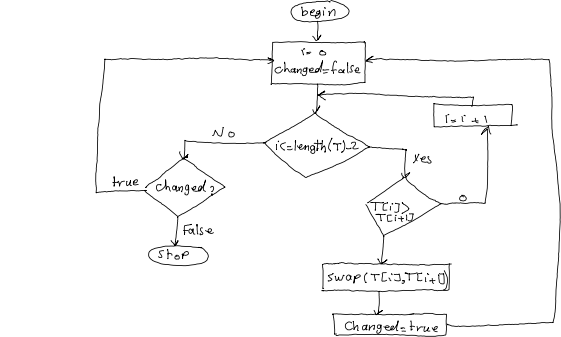 begin
i= 0
changed=false
i=i+1
No
i<=length(T)-2
Yes
true
changed?
T[i]>
T[i+1]
0
False
stop
swap(T[i],T[i+1])
Changed=true